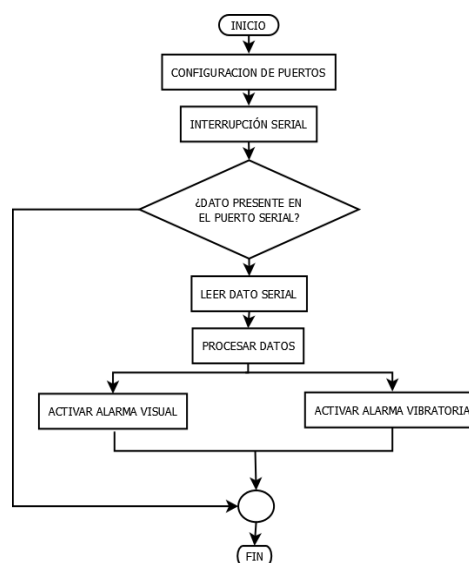 INICIO
CONFIGURACION DE PUERTOS
INTERRUPCIÓN SERIAL
¿DATO PRESENTE EN
EL PUERTO SERIAL?
LEER DATO SERIAL
PROCESAR DATOS
ACTIVAR ALARMA VISUAL
ACTIVAR ALARMA VIBRATORIA
FIN